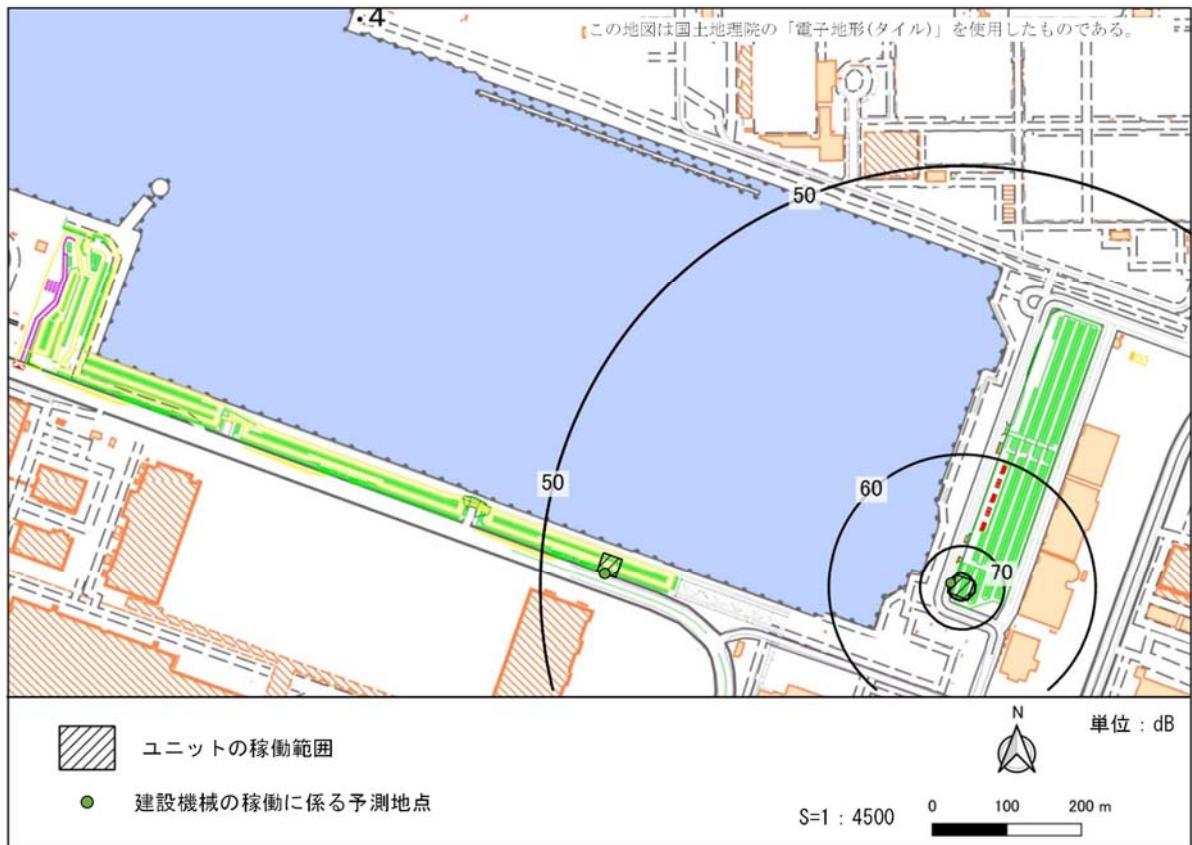 4
この地図は国土地理院の「電子地形(タイル)」を使用したものである。
50
50
60
70
ユニットの稼働範囲
建設機械の稼働に係る予測地点
N
単位：dB
S=1：4500
0 100 200 m